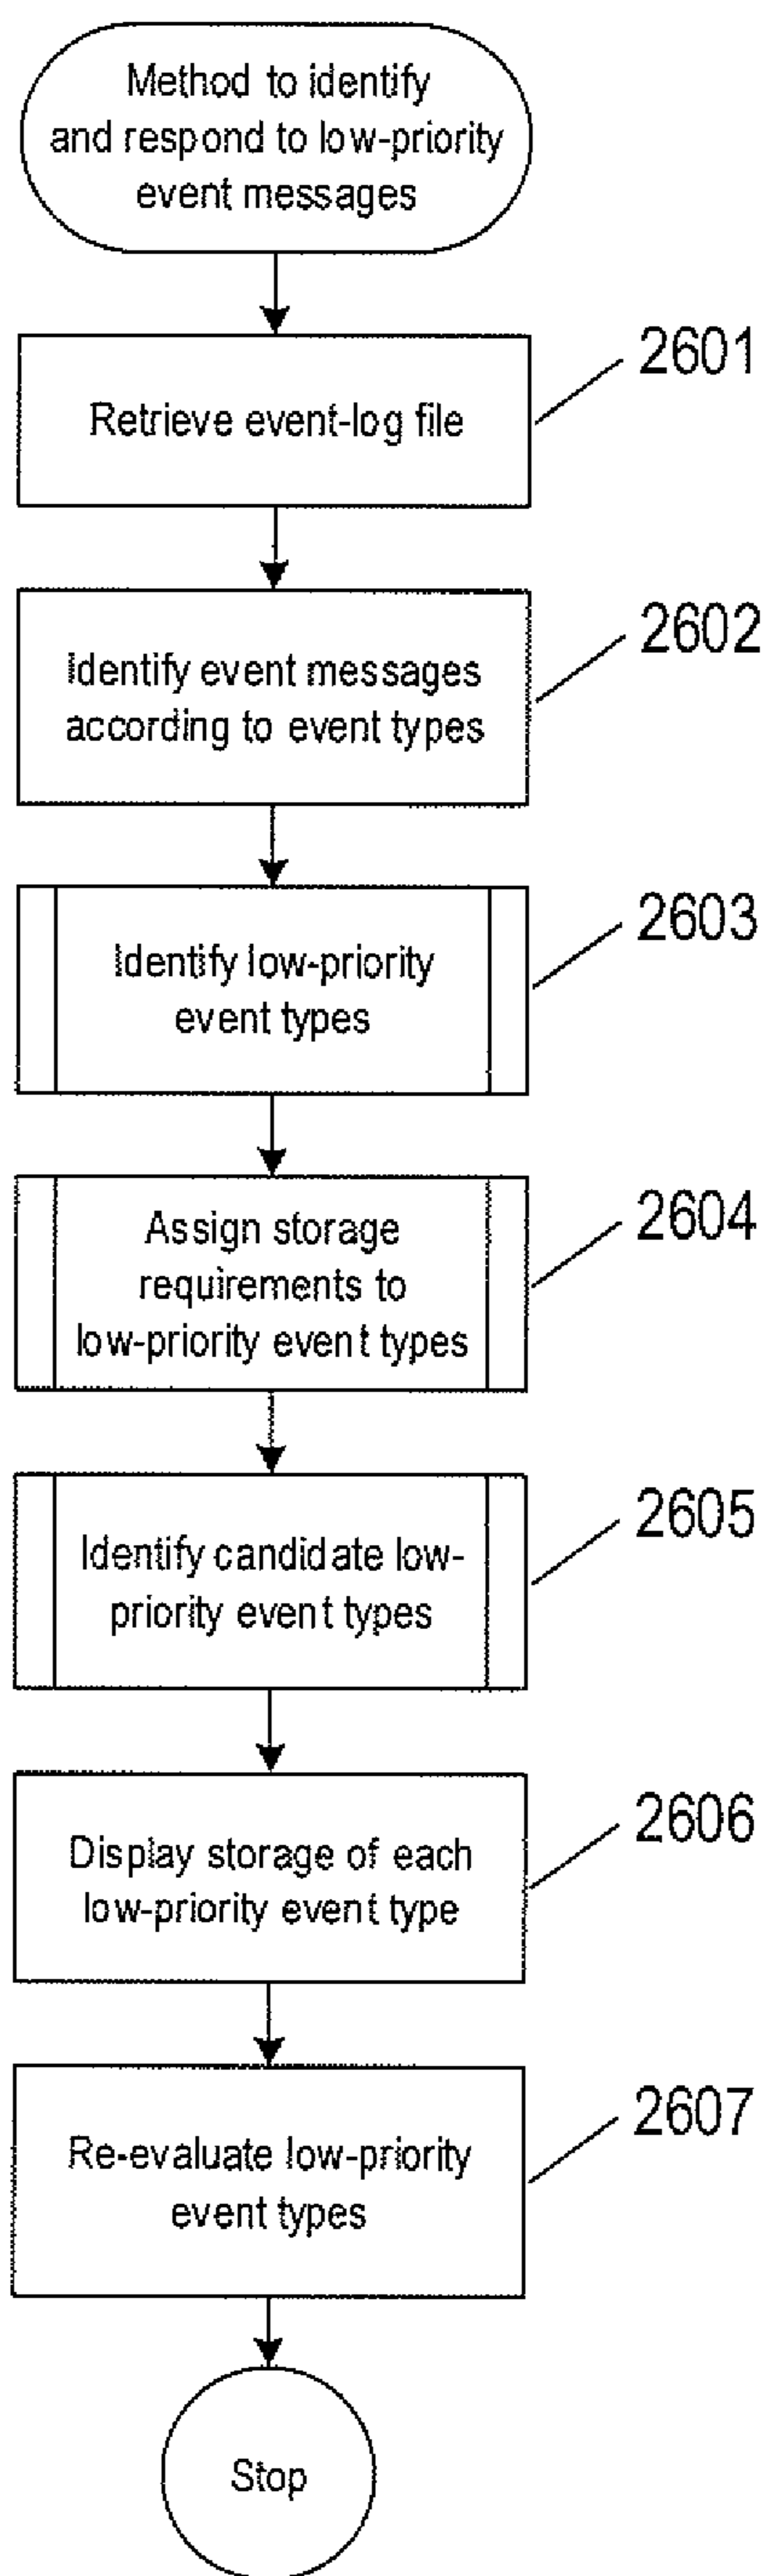 Method to identify
and respond to low-priority
event messages
2601
Retrieve event-log file
2602
Identify event messages
according to event types
2603
Identify low-priority
event types
2604
Assign storage
requirements to
low-priority event types
2605
Identify candidate low-
priority event types
2606
Display storage of each
low-priority event type
2607
Re-evaluate low-priority
event types
Stop